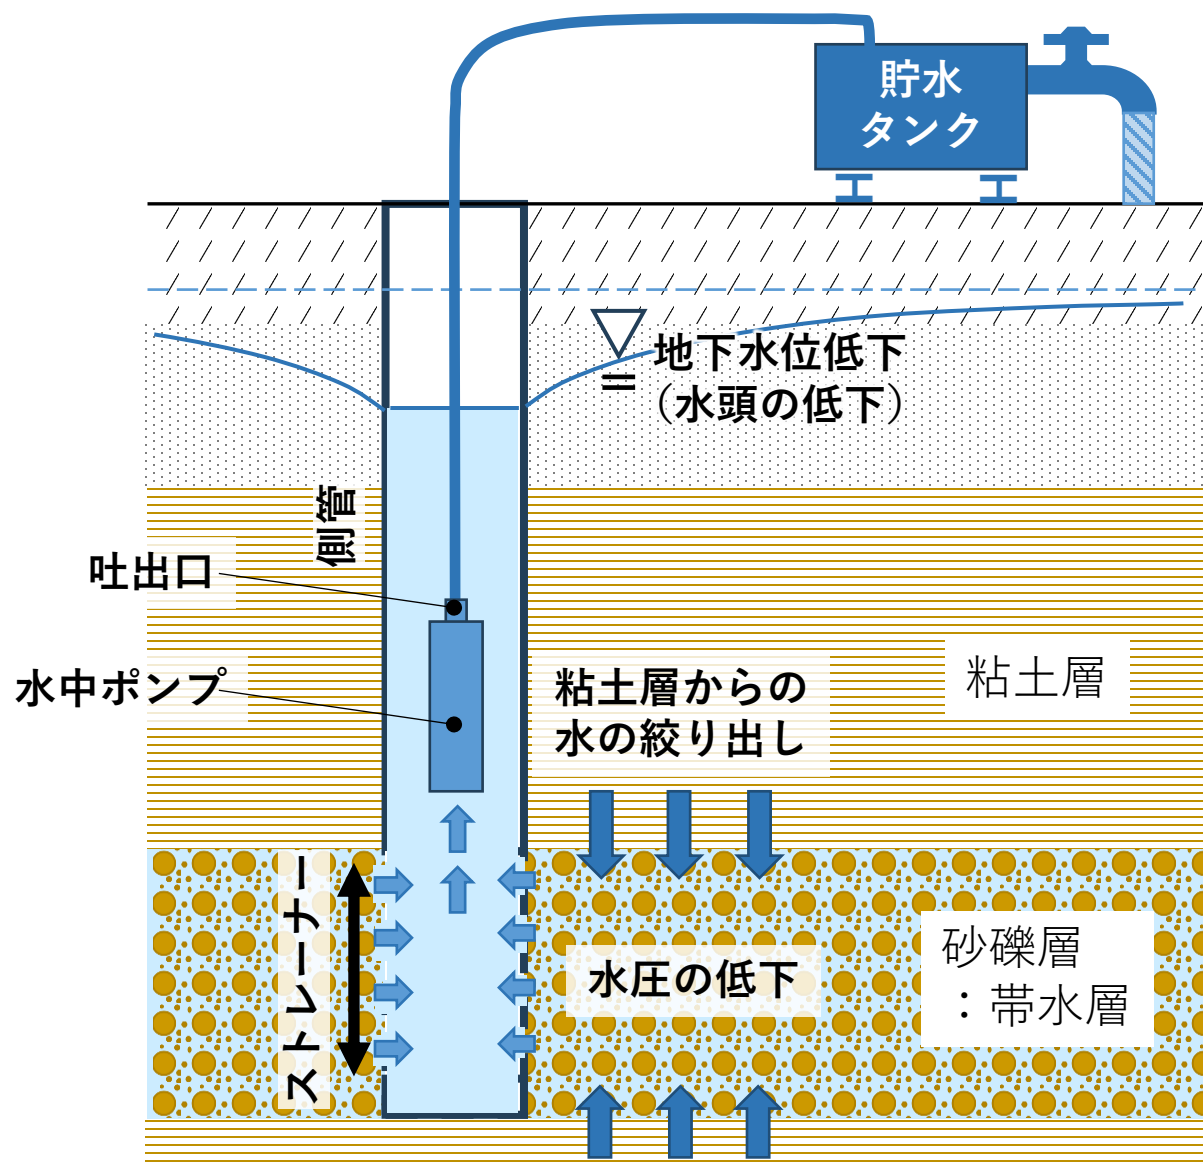 貯水
タンク
地下水位低下
（水頭の低下）
側管
吐出口
水中ポンプ
粘土層からの
水の絞り出し
粘土層
ストレーナー
水圧の低下
砂礫層
：帯水層